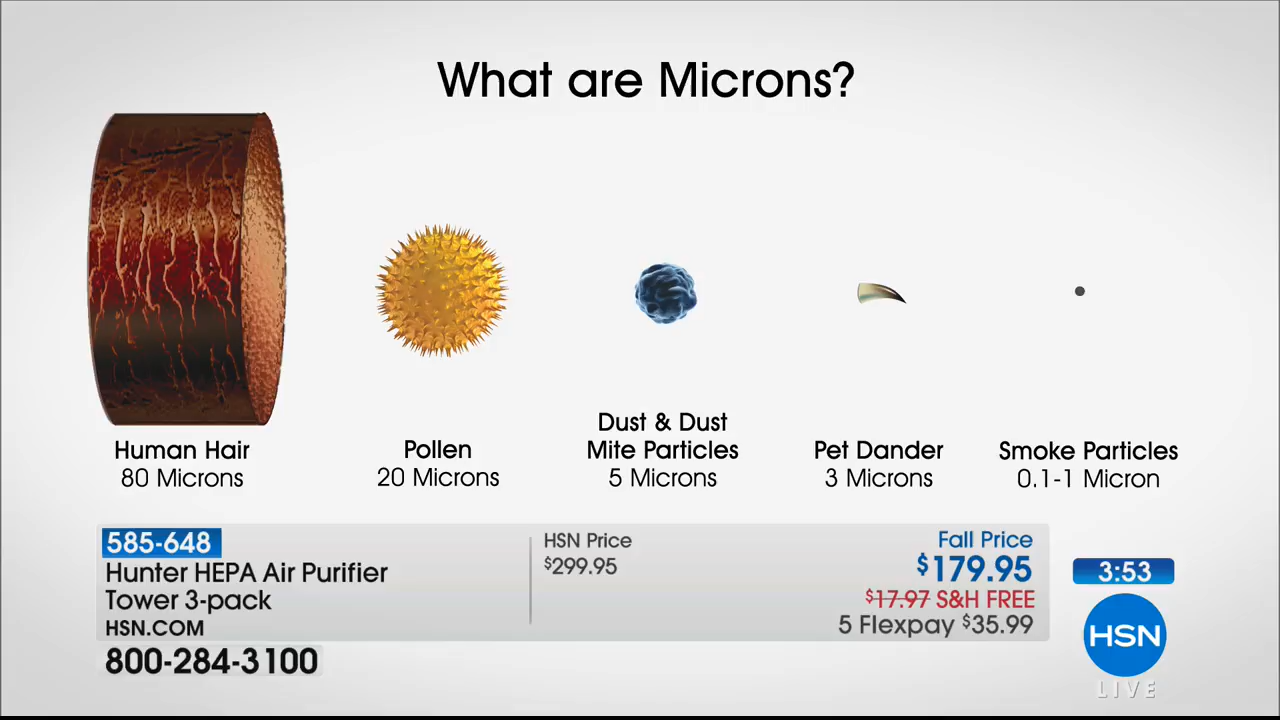 What are Microns?
Human Hair
80 Microns
Pollen
20 Microns
Dust & Dust
Mite Particles
5 Microns
Pet Dander
3 Microns
Smoke Particles
0.1-1 Micron
585-648
Hunter HEPA Air Purifier
Tower 3-pack
HSN.COM
800-284-3100
HSN Price
$299.95
Fall Price
$179.95
$17.97 S&H FREE
5 Flexpay $35.99
3:53
HSN
LIVE